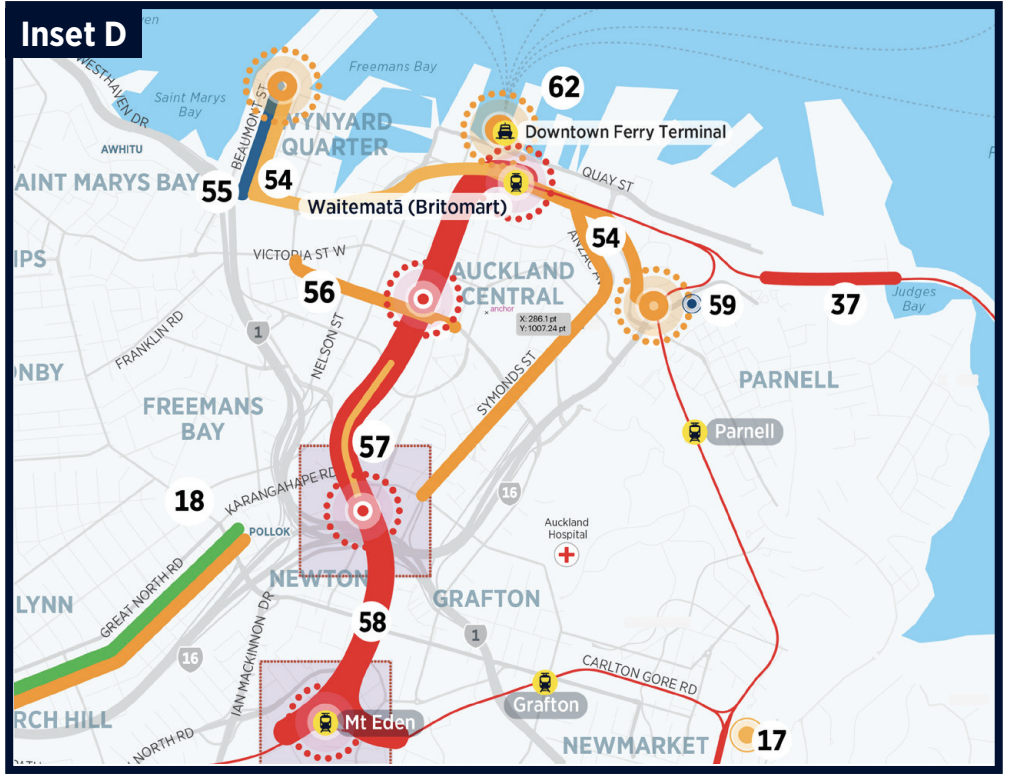 Inset D
WESTHAVEN DR
Freemans Bay
Saint Marys
Bay
BEAUMONT ST
WYNYARD
QUARTER
62
Downtown Ferry Terminal
AWHITU
AINT MARYS BAY
55
54
QUAY ST
Waitematā (Britomart)
VICTORIA ST W
IPS
56
ANZAC AV
54
AUCKLAND
CENTRAL
anchor
X: 286.1 pt
Y: 1007.24 pt
59
37
Judges
Bay
1
FRANKLIN RD
NELSON ST
ONBY
SYMONDS ST
PARNELL
FREEMANS
BAY
57
Parnell
KARANGAHAPE RD
18
16
POLLOK
Auckland
Hospital
NEWTON
GREAT NORTH RD
LYNN
GRAFTON
58
1
16
IAN MACKINNON DR
CARLTON GORE RD
Grafton
RCH HILL
Mt Eden
NORTH RD
NEWMARKET
17